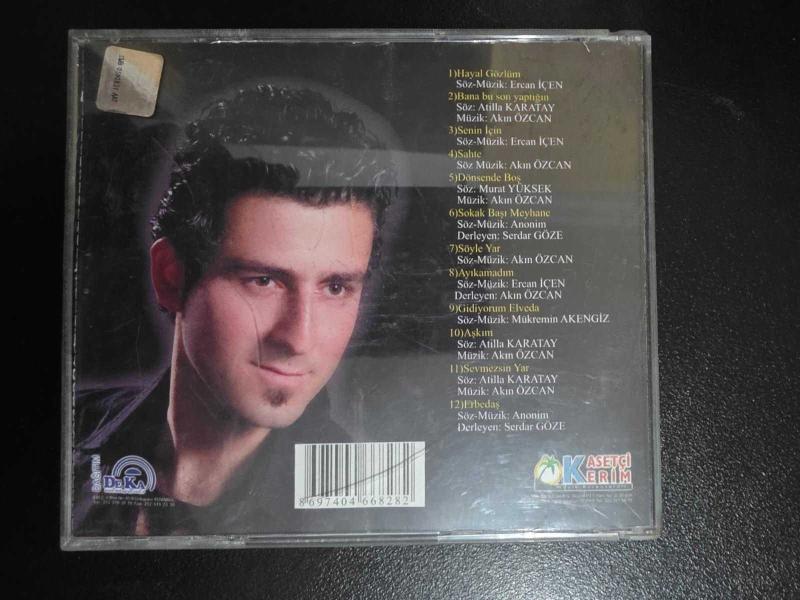 1)Hayal Gözlüm
Söz-Müzik: Ercan İÇEN
2)Bana bu son yaptığın
Söz: Atilla KARATAY
Müzik: Akın ÖZCAN
3)Senin İçin
Söz-Müzik: Ercan İÇEN
4)Sahte
Söz Müzik: Akın ÖZCAN
5)Dönsende Boş
Söz: Murat YÜKSEK
Müzik: Akın ÖZCAN
6)Sokak Başı Meyhane
Söz-Müzik: Anonim
Derleyen: Serdar GÖZE
7)Söyle Yar
Söz-Müzik: Akın ÖZCAN
8)Ayıkamadım
Söz-Müzik: Ercan İÇEN
Derleyen: Akın ÖZCAN
9)Gidiyorum Elveda
Söz-Müzik: Mükremin AKENGİZ
10)Aşkım
Söz: Atilla KARATAY
Müzik: Akın ÖZCAN
11)Sevmezsin Yar
Söz: Atilla KARATAY
Müzik: Akın ÖZCAN
12)Erbedaş
Söz-Müzik: Anonim
Derleyen: Serdar GÖZE
DAĞITIM
DeKA
8697404668282
KASETÇİ
KERİM